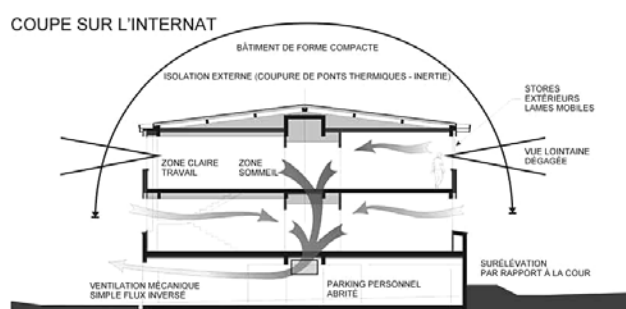 COUPE SUR L'INTERNAT
BÂTIMENT DE FORME COMPACTE
ISOLATION EXTERNE (COUPURE DE PONTS THERMIQUES - INERTIE)
STORES
EXTÉRIEURS
LAMES MOBILES
ZONE CLAIRE
TRAVAIL
ZONE
SOMMEIL
VUE LOINTAINE
DÉGAGÉE
SURÉLÉVATION
PAR RAPPORT À LA COUR
VENTILATION MÉCANIQUE
SIMPLE FLUX INVERSÉ
PARKING PERSONNEL
ABRITÉ